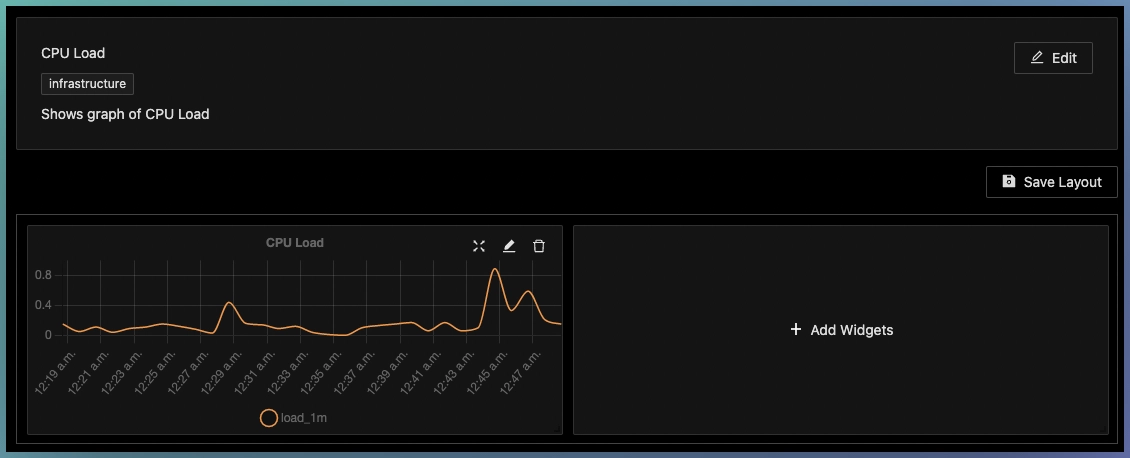 CPU Load
Edit
infrastructure
Shows graph of CPU Load
Save Layout
CPU Load
0.8
0.4
0
12:19 a.m.
12:21 a.m.
12:23 a.m.
12:25 a.m.
12:27 a.m.
12:29 a.m.
12:31 a.m.
12:33 a.m.
12:35 a.m.
12:37 a.m.
12:39 a.m.
12:41 a.m.
12:43 a.m.
12:45 a.m.
12:47 a.m.
load_1m
+ Add Widgets